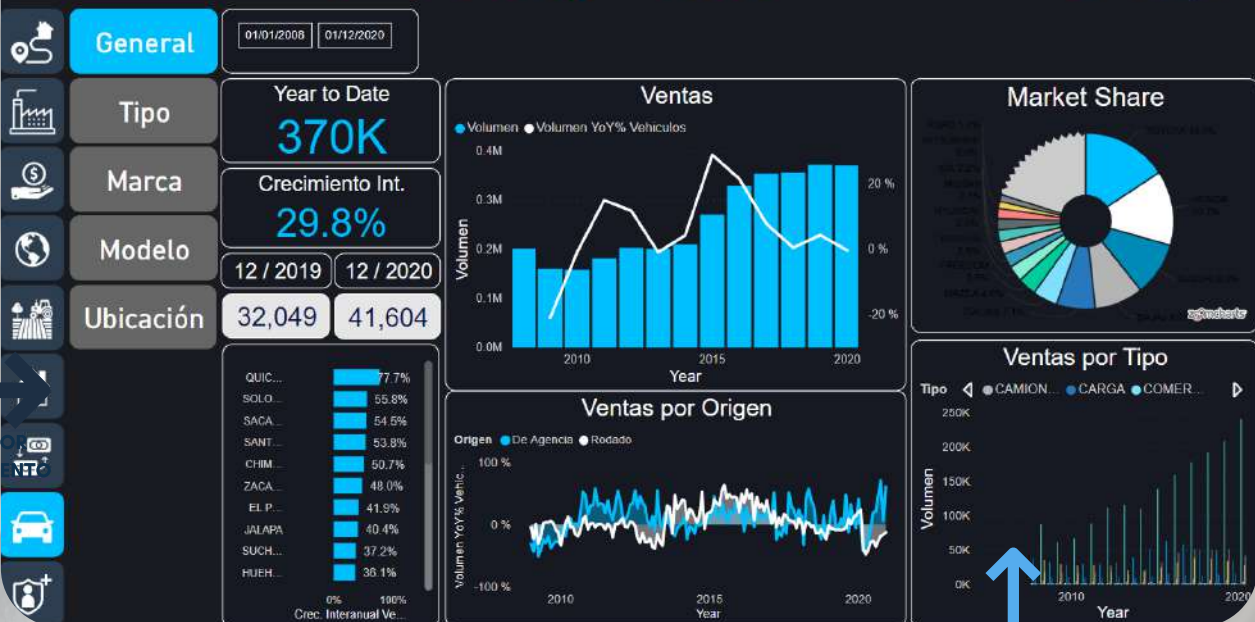 General
Tipo
Marca
Modelo
Ubicación
01/01/2008 01/12/2020
Year to Date
370K
Crecimiento Int.
29.8%
12 / 2019 12 / 2020
32,049 41,604
QUIC... 77.7%
SOLO... 55.8%
SACA... 54.5%
SANT... 53.8%
CHIM... 50.7%
ZACA... 48.0%
EL P... 41.9%
JALAPA 40.4%
SUCH... 37.2%
HUEH... 36.1%
0% 100%
Crec. Interanual Ve...
Ventas
Volumen Volumen YoY% Vehiculos
Volumen
0.4M
0.3M
0.2M
0.1M
0.0M
20 %
0 %
-20 %
2010 2015 2020
Year
Ventas por Origen
Origen De Agencia Rodado
Volumen YoY% Vehic...
100 %
0 %
-100 %
2010 2015 2020
Year
Market Share
Ventas por Tipo
Tipo CAMION... CARGA COMER...
Volumen
250K
200K
150K
100K
50K
0K
2010 2020
Year